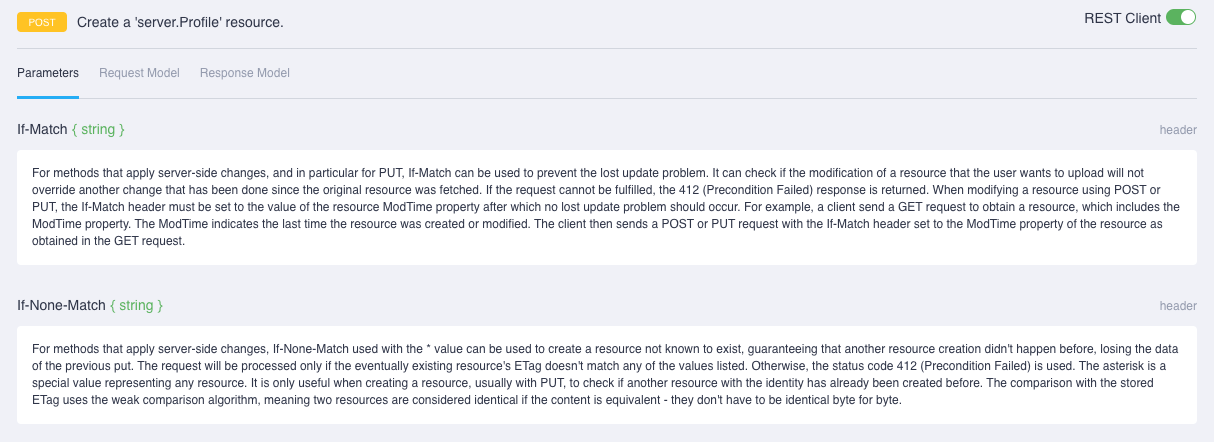 POST Create a 'server.Profile' resource. REST Client
Parameters Request Model Response Model
If-Match { string } header
For methods that apply server-side changes, and in particular for PUT, If-Match can be used to prevent the lost update problem. It can check if the modification of a resource that the user wants to upload will not
override another change that has been done since the original resource was fetched. If the request cannot be fulfilled, the 412 (Precondition Failed) response is returned. When modifying a resource using POST or
PUT, the If-Match header must be set to the value of the resource ModTime property after which no lost update problem should occur. For example, a client send a GET request to obtain a resource, which includes the
ModTime property. The ModTime indicates the last time the resource was created or modified. The client then sends a POST or PUT request with the If-Match header set to the ModTime property of the resource as
obtained in the GET request.
If-None-Match { string } header
For methods that apply server-side changes, If-None-Match used with the * value can be used to create a resource not known to exist, guaranteeing that another resource creation didn't happen before, losing the data
of the previous put. The request will be processed only if the eventually existing resource's ETag doesn't match any of the values listed. Otherwise, the status code 412 (Precondition Failed) is used. The asterisk is a
special value representing any resource. It is only useful when creating a resource, usually with PUT, to check if another resource with the identity has already been created before. The comparison with the stored
ETag uses the weak comparison algorithm, meaning two resources are considered identical if the content is equivalent - they don't have to be identical byte for byte.